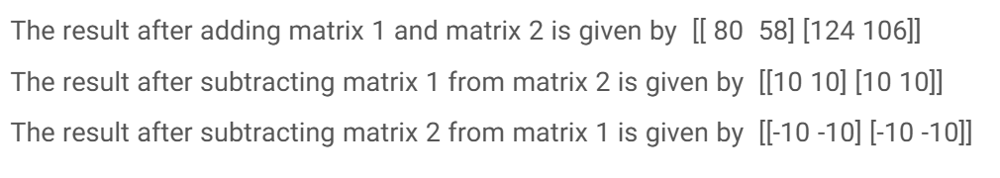 The result after adding matrix 1 and matrix 2 is given by  [[ 80  58] [124 106]]
The result after subtracting matrix 1 from matrix 2 is given by  [[10 10] [10 10]]
The result after subtracting matrix 2 from matrix 1 is given by  [[-10 -10] [-10 -10]]